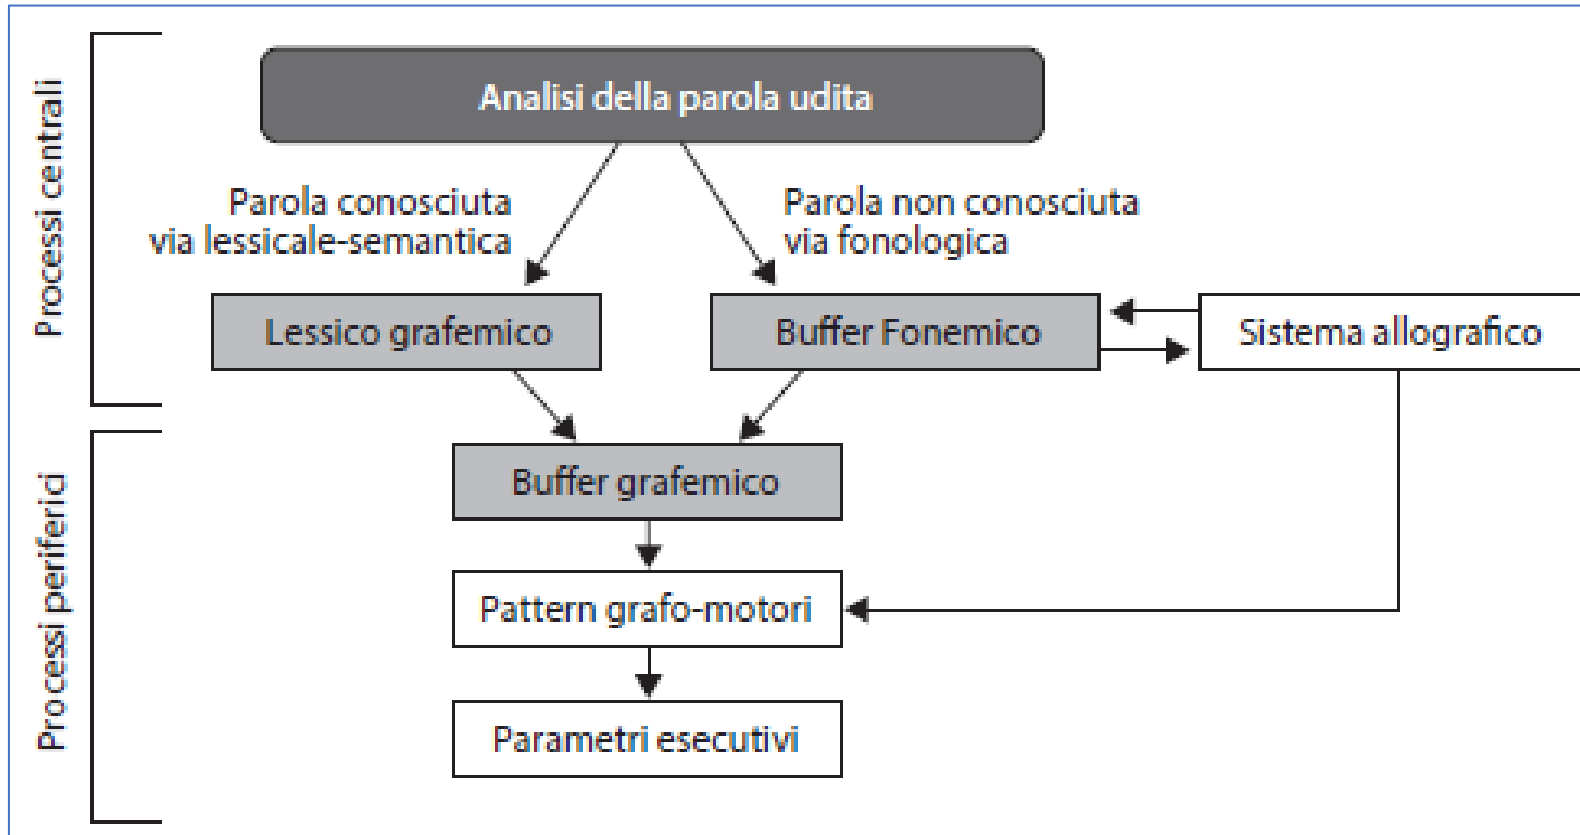 Processi centrali
Analisi della parola udita
Parola conosciuta
via lessicale-semantica
Parola non conosciuta
via fonologica
Lessico grafemico
Buffer Fonemico
Sistema allografico
Processi periferici
Buffer grafemico
Pattern grafo-motori
Parametri esecutivi